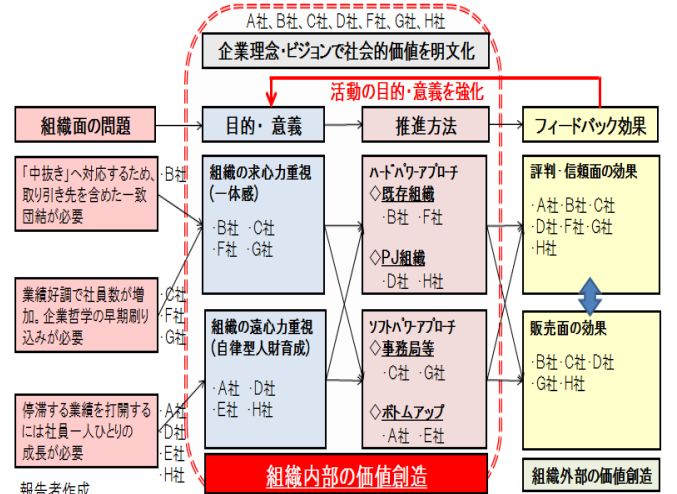 A社、B社、C社、D社、F社、G社、H社
企業理念・ビジョンで社会的価値を明文化
活動の目的・意義を強化
組織面の問題
目的・ 意義
推進方法
フィードバック効果
「中抜き」へ対応するため、
取り引き先を含めた一致
団結が必要
・B社
業績好調で社員数が増
加。企業哲学の早期刷り
込みが必要
・C社
・F社
・G社
停滞する業績を打開する
には社員一人ひとりの
成長が必要
・A社
・D社
・E社
・H社
組織の求心力重視
(一体感)
・B社 ・C社
・F社 ・G社
組織の遠心力重視
(自律型人財育成)
・A社 ・D社
・E社 ・H社
ハードパワーアプローチ
◇既存組織
・B社 ・F社
◇PJ組織
・D社 ・H社
ソフトパワーアプローチ
◇事務局等
・C社 ・G社
◇ボトムアップ
・A社 ・E社
評判・信頼面の効果
・A社・B社・C社
・D社・F社・G社
・H社
販売面の効果
・B社・C社・D社
・G社・H社
組織内部の価値創造
組織外部の価値創造
報告者作成